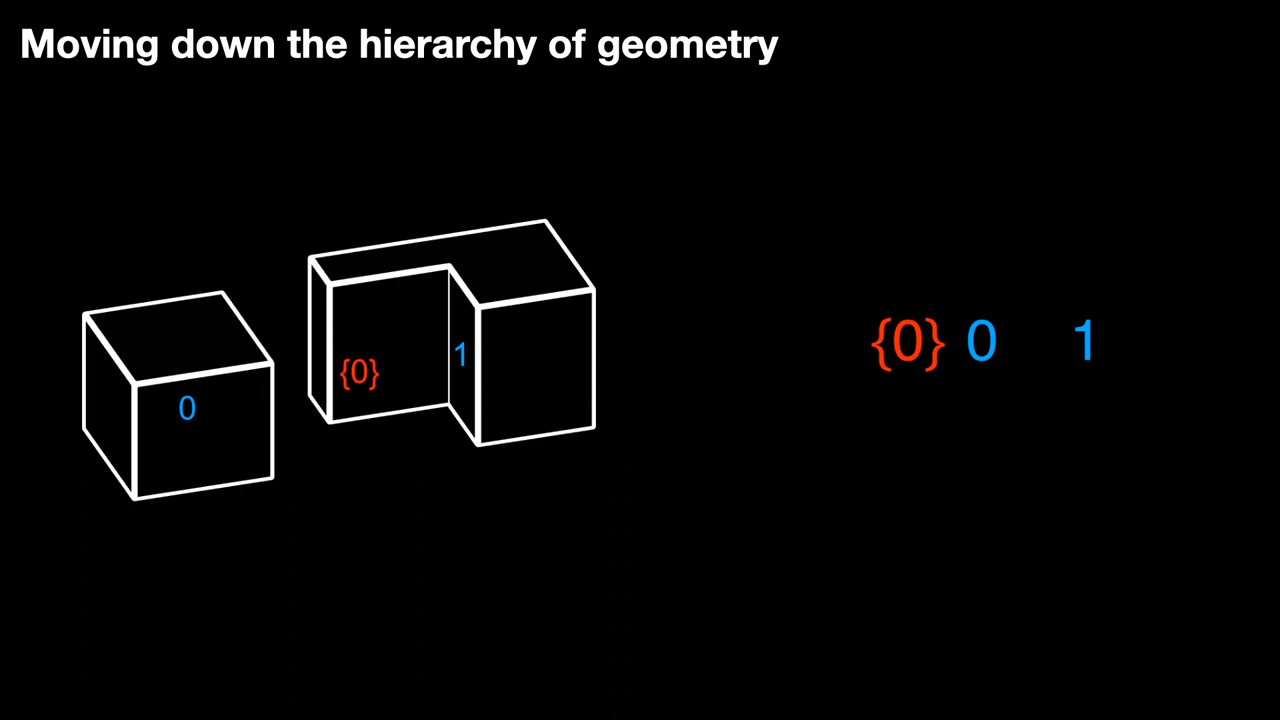 Moving down the hierarchy of geometry
0
{0}
1
{0} 0 1